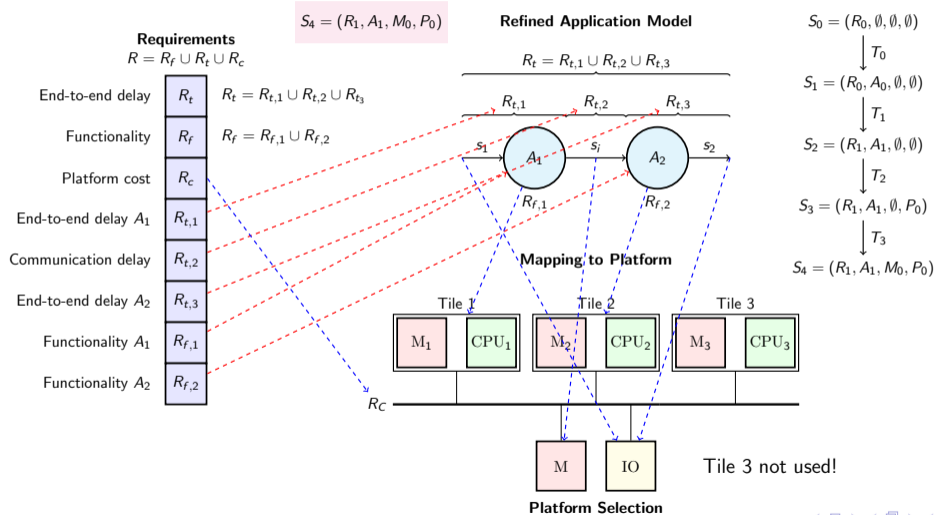 S4 = (R1, A1, M0, P0)
Refined Application Model
S0 = (R0, ∅, ∅, ∅)
T0
S1 = (R0, A0, ∅, ∅)
T1
S2 = (R1, A1, ∅, ∅)
T2
S3 = (R1, A1, ∅, P0)
T3
S4 = (R1, A1, M0, P0)
Requirements
R = Rf ∪ Rt ∪ Rc
End-to-end delay Rt Rt = Rt,1 ∪ Rt,2 ∪ Rt3
Functionality Rf Rf = Rf,1 ∪ Rf,2
Platform cost Rc
End-to-end delay A1 Rt,1
Communication delay Rt,2
End-to-end delay A2 Rt,3
Functionality A1 Rf,1
Functionality A2 Rf,2
Rt = Rt,1 ∪ Rt,2 ∪ Rt,3
Rt,1 Rt,2 Rt,3
s1 A1 si A2 s2
Rf,1 Rf,2
Mapping to Platform
Tile 1 Tile 2 Tile 3
M1 CPU1 M2 CPU2 M3 CPU3
RC
M IO
Tile 3 not used!
Platform Selection